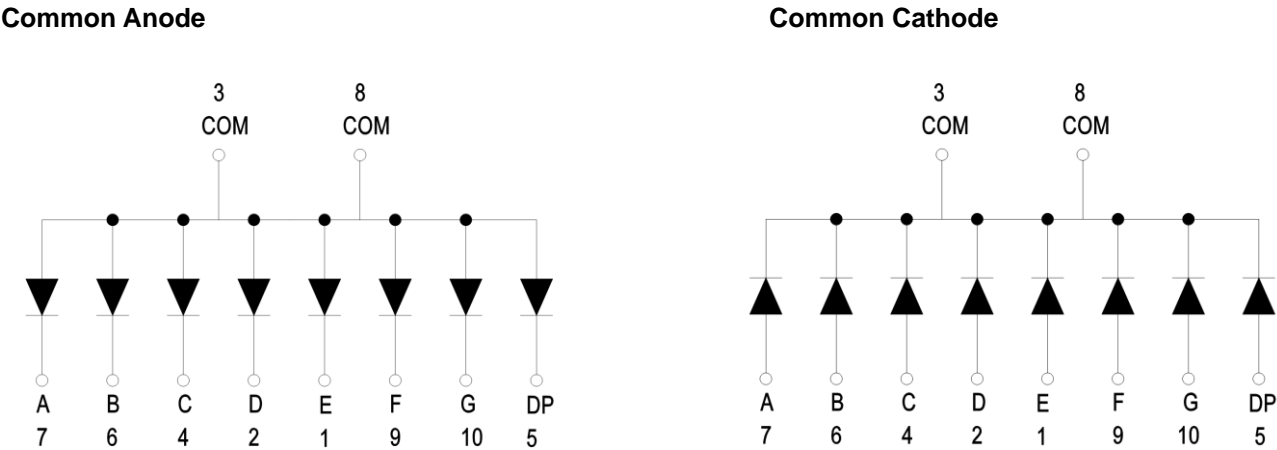 Common Anode
3 8
COM COM
A B C D E F G DP
7 6 4 2 1 9 10 5
Common Cathode
3 8
COM COM
A B C D E F G DP
7 6 4 2 1 9 10 5